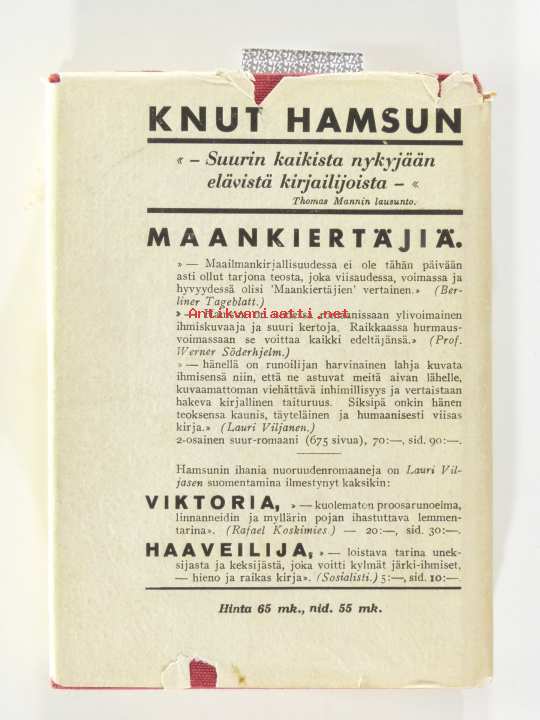 KNUT HAMSUN
« – Suurin kaikista nykyjään
elävistä kirjailijoista – «
Thomas Mannin lausunto.
MAANKIERTÄJIÄ.
» — Maailmankirjallisuudessa ei ole tähän päivään
asti ollut tarjona teosta, joka viisaudessa, voimassa ja
hyvyydessä olisi 'Maankiertäjien' vertainen.» (Ber-
liner Tageblatt.)
Antikvariaatti.net
ylivoimainen
ihmiskuvaaja ja suuri kertoja. Raikkaassa hurmaus-
voimassaan se voittaa kaikki edeltäjänsä.» (Prof.
Werner Söderhjelm.)
» — hänellä on runoilijan harvinainen lahja kuvata
ihmisensä niin, että ne astuvat meitä aivan lähelle,
kuvaamattoman viehättävä inhimillisyys ja vertaistaan
hakeva kirjallinen taituruus. Siksipä onkin hänen
teoksensa kaunis, täyteläinen ja humaanisesti viisas
kirja.» (Lauri Viljanen.)
2-osainen suur-romaani (675 sivua), 70:—, sid. 90:—.
Hamsunin ihania nuoruudenromaaneja on Lauri Vil-
jasen suomentamina ilmestynyt kaksikin:
VIKTORIA, » — kuolematon proosarunoelma,
linnanneidin ja myllärin pojan ihastuttava lemmen-
tarina». (Rafael Koskimies) — 20:—, sid. 30:—.
HAAVEILIJA, » — loistava tarina unek-
sijasta ja keksijästä, joka voitti kylmät järki-ihmiset,
— hieno ja raikas kirja». (Sosialisti.) 5:—, sid. 10:—.
Hinta 65 mk., nid. 55 mk.